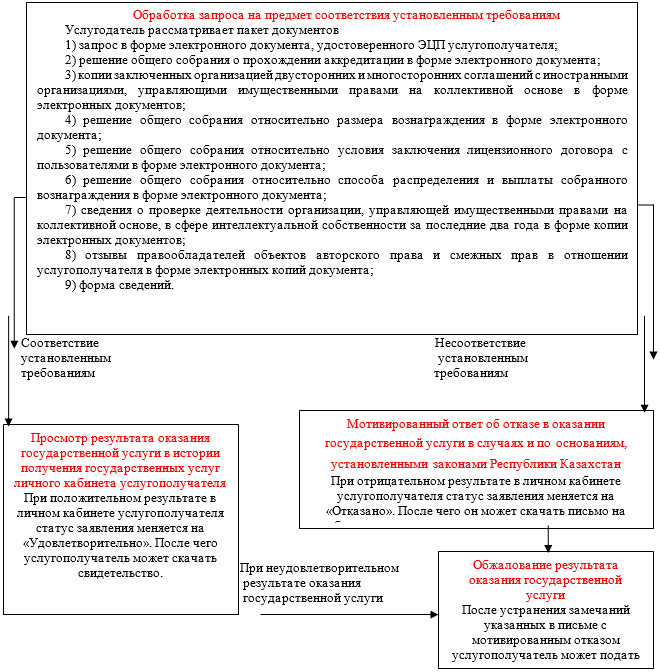 Обработка запроса на предмет соответствия установленным требованиям
Услугодатель рассматривает пакет документов
1) запрос в форме электронного документа, удостоверенного ЭЦП услугополучателя;
2) решение общего собрания о прохождении аккредитации в форме электронного документа;
3) копии заключенных организацией двусторонних и многосторонних соглашений с иностранными
организациями, управляющими имущественными правами на коллективной основе в форме
электронных документов;
4) решение общего собрания относительно размера вознаграждения в форме электронного
документа;
5) решение общего собрания относительно условия заключения лицензионного договора с
пользователями в форме электронного документа;
6) решение общего собрания относительно способа распределения и выплаты собранного
вознаграждения в форме электронного документа;
7) сведения о проверке деятельности организации, управляющей имущественными правами на
коллективной основе, в сфере интеллектуальной собственности за последние два года в форме копии
электронных документов;
8) отзывы правообладателей объектов авторского права и смежных прав в отношении
услугополучателя в форме электронных копий документа;
9) форма сведений.
Соответствие
установленным
требованиям
Несоответствие
установленным
требованиям
Просмотр результата оказания
государственной услуги в истории
получения государственных услуг
личного кабинета услугополучателя
При положительном результате в
личном кабинете услугополучателя
статус заявления меняется на
«Удовлетворительно». После чего
услугополучатель может скачать
свидетельство.
Мотивированный ответ об отказе в оказании
государственной услуги в случаях и по основаниям,
установленными законами Республики Казахстан
При отрицательном результате в личном кабинете
услугополучателя статус заявления меняется на
«Отказано». После чего он может скачать письмо на
При неудовлетворительном
результате оказания
государственной услуги
Обжалование результата
оказания государственной
услуги
После устранения замечаний
указанных в письме с
мотивированным отказом
услугополучатель может подать